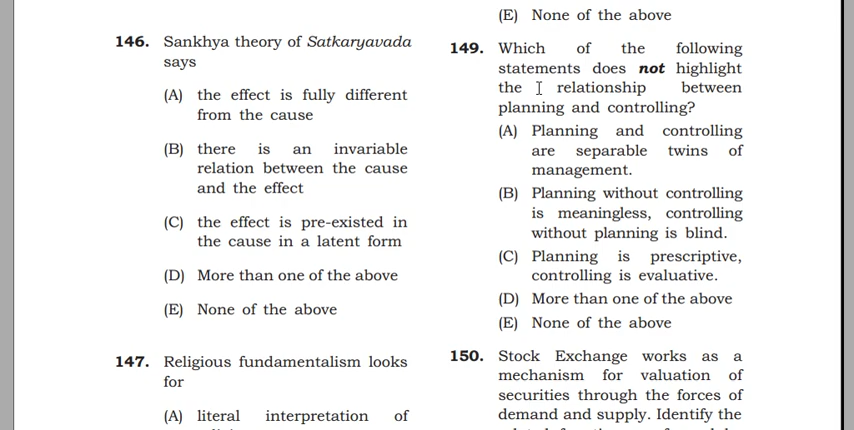 146. Sankhya theory of Satkaryavada
says
(A) the effect is fully different
from the cause
(B) there is an invariable
relation between the cause
and the effect
(C) the effect is pre-existed in
the cause in a latent form
(D) More than one of the above
(E) None of the above
147. Religious fundamentalism looks
for
(A) literal interpretation of
(E) None of the above
149. Which of the following
statements does not highlight
the relationship between
planning and controlling?
(A) Planning and controlling
are separable twins of
management.
(B) Planning without controlling
is meaningless, controlling
without planning is blind.
(C) Planning is prescriptive,
controlling is evaluative.
(D) More than one of the above
(E) None of the above
150. Stock Exchange works as a
mechanism for valuation of
securities through the forces of
demand and supply. Identify the